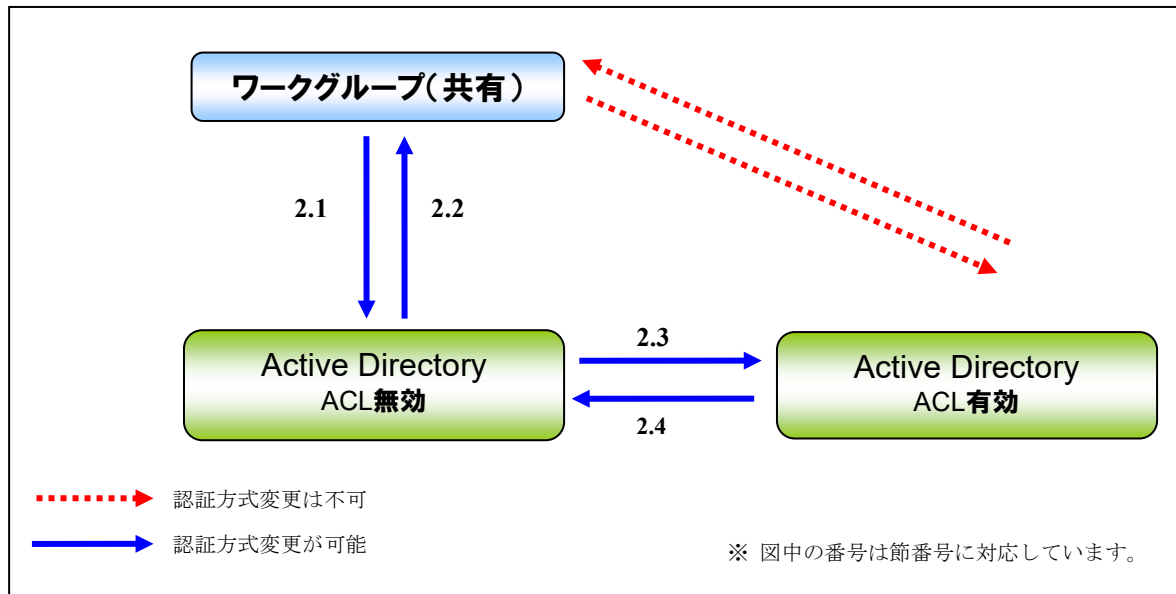 ワークグループ(共有)
2.1
2.2
Active Directory
ACL無効
2.3
2.4
Active Directory
ACL有効
認証方式変更は不可
認証方式変更が可能
※ 図中の番号は節番号に対応しています。